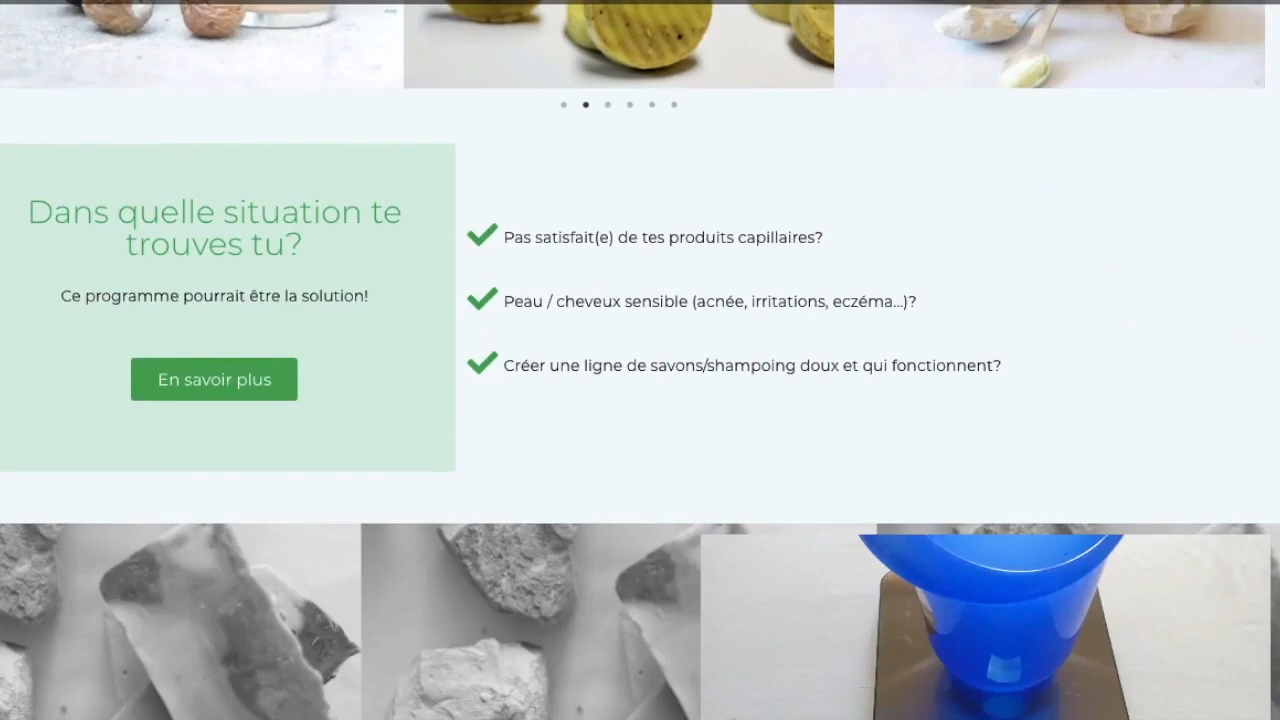 Dans quelle situation te
trouves tu?
Ce programme pourrait être la solution!
En savoir plus
Pas satisfait(e) de tes produits capillaires?
Peau / cheveux sensible (acnée, irritations, eczéma...)?
Créer une ligne de savons/shampoing doux et qui fonctionnent?